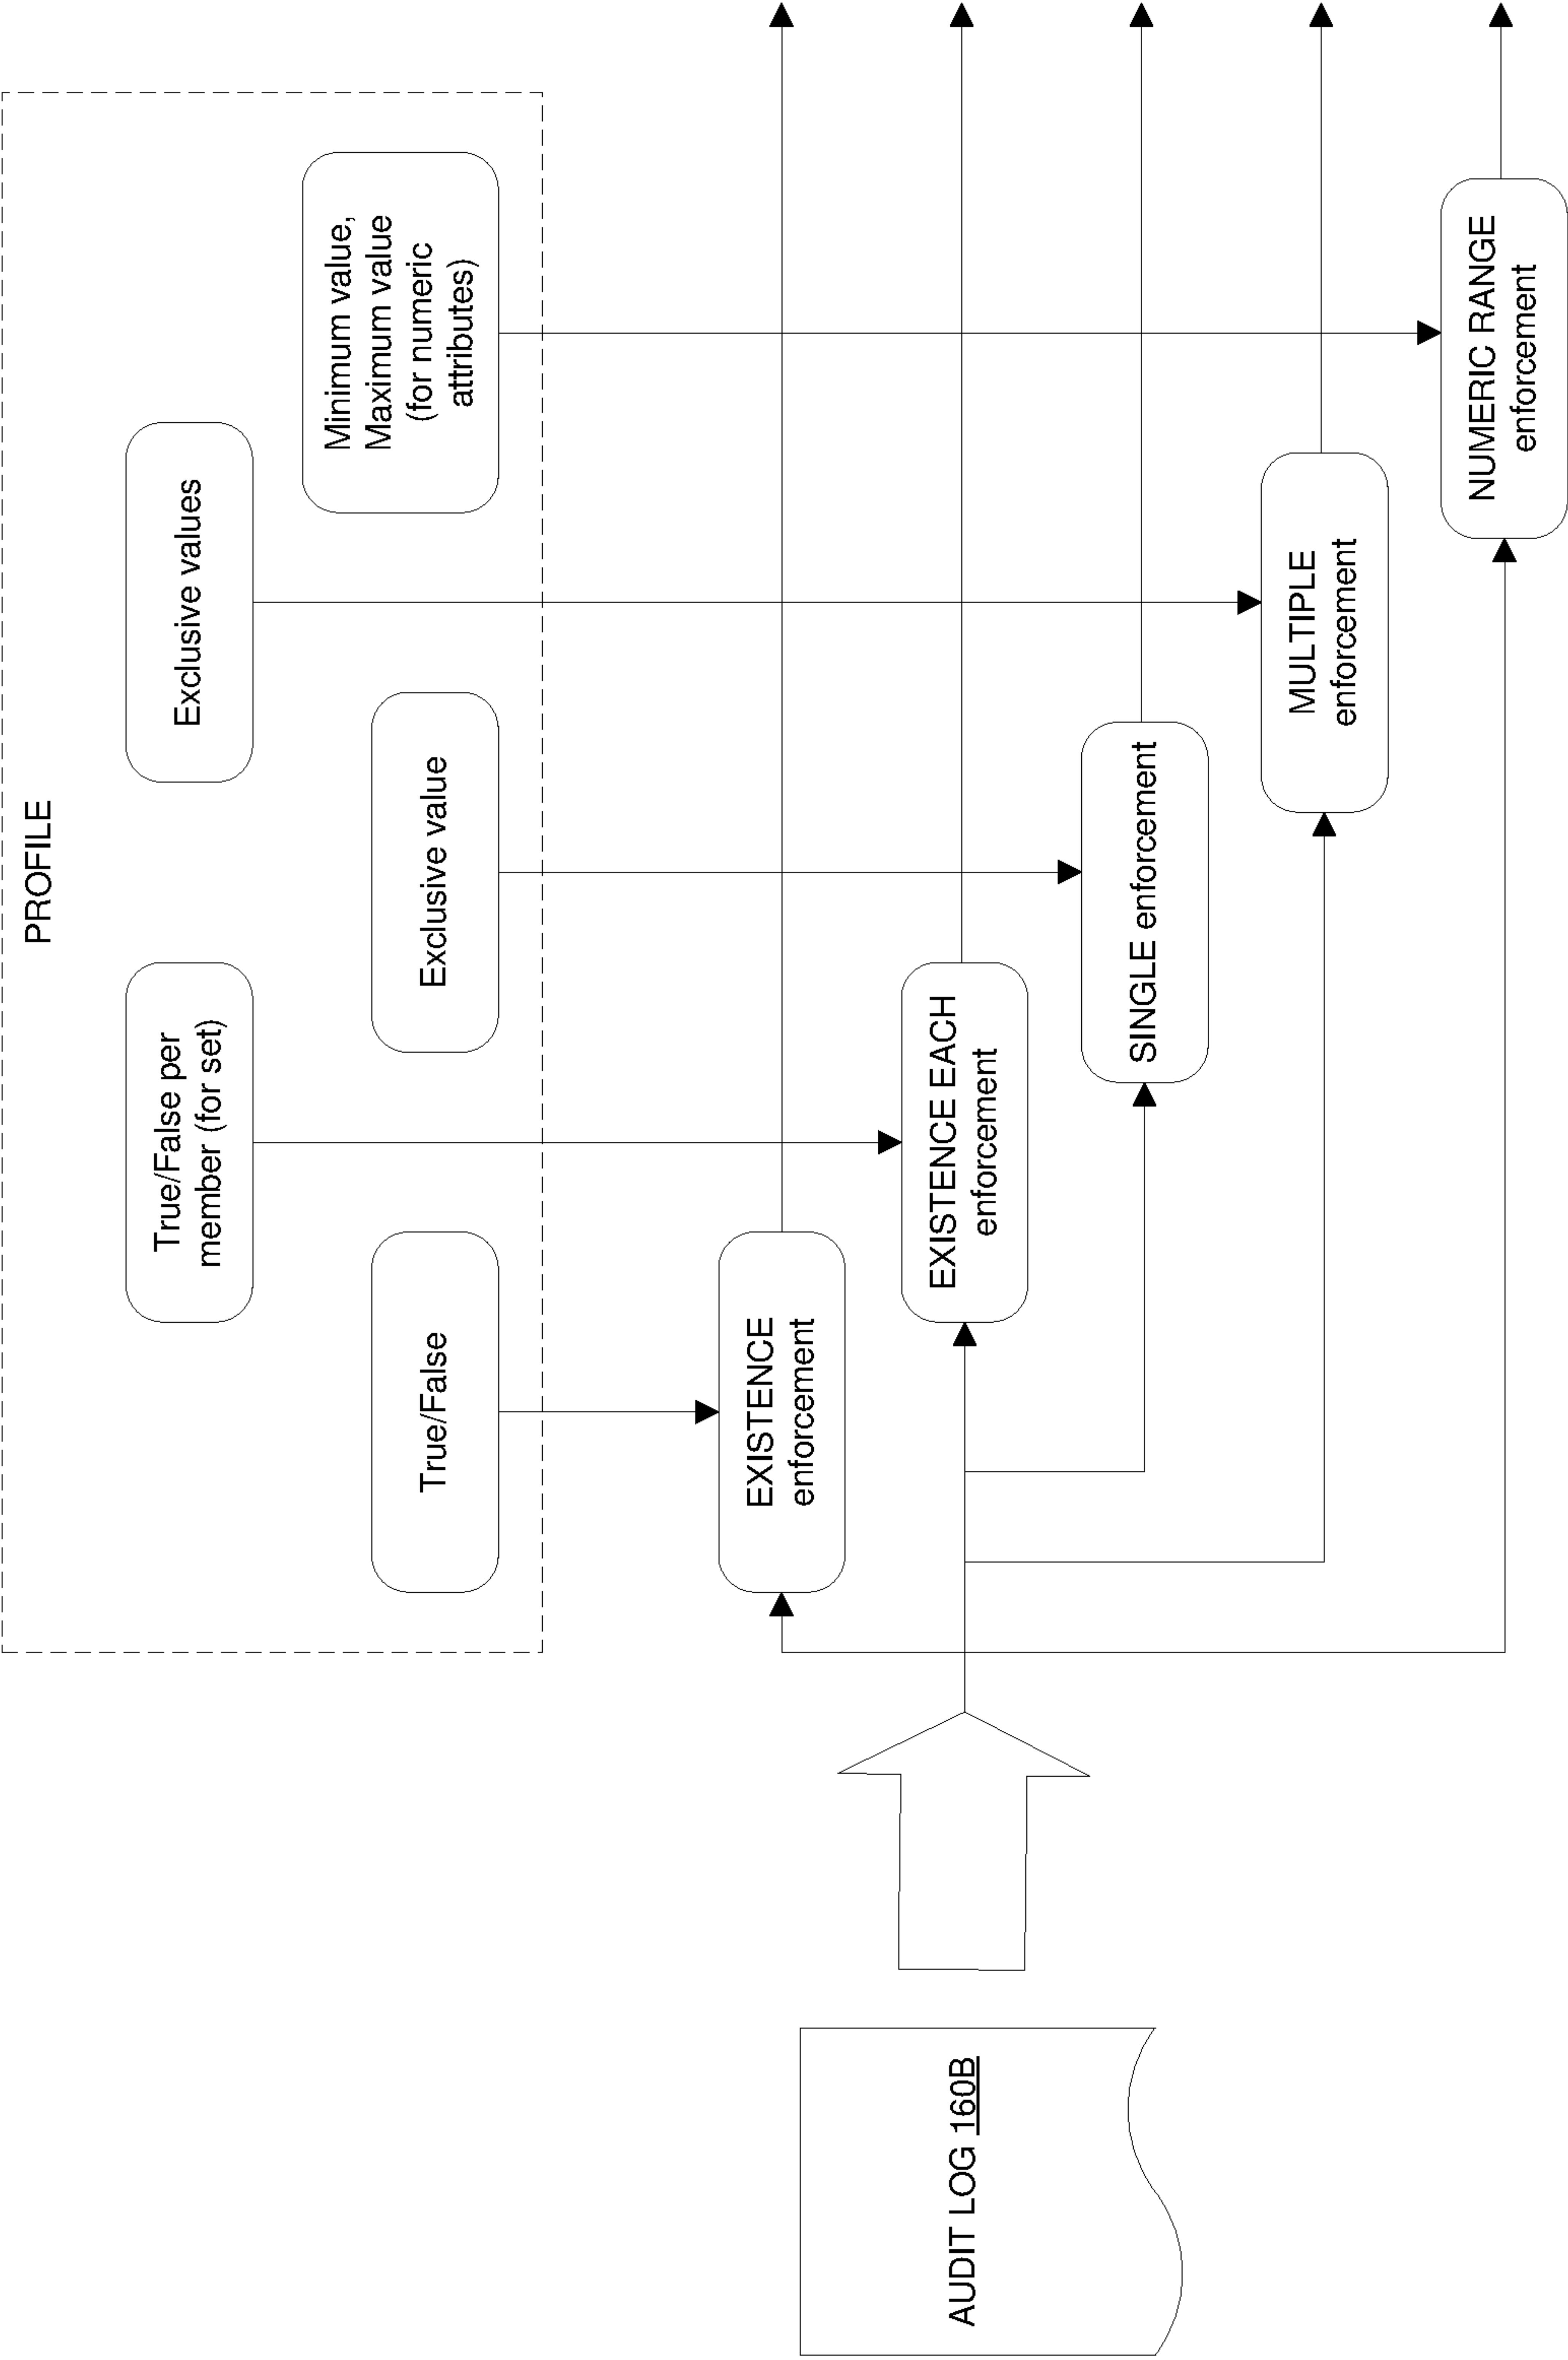 PROFILE
True/False per
member (for set)
Exclusive values
True/False
Exclusive value
Minimum value,
Maximum value
(for numeric
attributes)
EXISTENCE
enforcement
EXISTENCE EACH
enforcement
SINGLE enforcement
MULTIPLE
enforcement
NUMERIC RANGE
enforcement
AUDIT LOG 160B